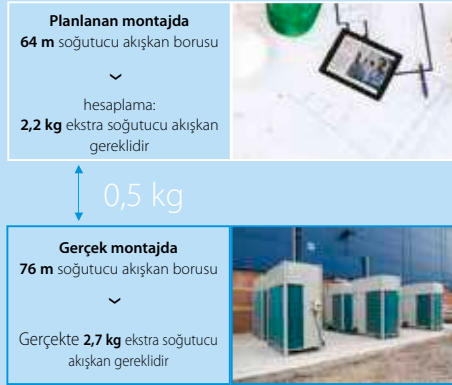 Planlanan montajda
64 m soğutucu akışkan borusu
hesaplama:
2,2 kg ekstra soğutucu akışkan
gereklidir
0,5 kg
Gerçek montajda
76 m soğutucu akışkan borusu
Gerçekte 2,7 kg ekstra soğutucu
akışkan gereklidir